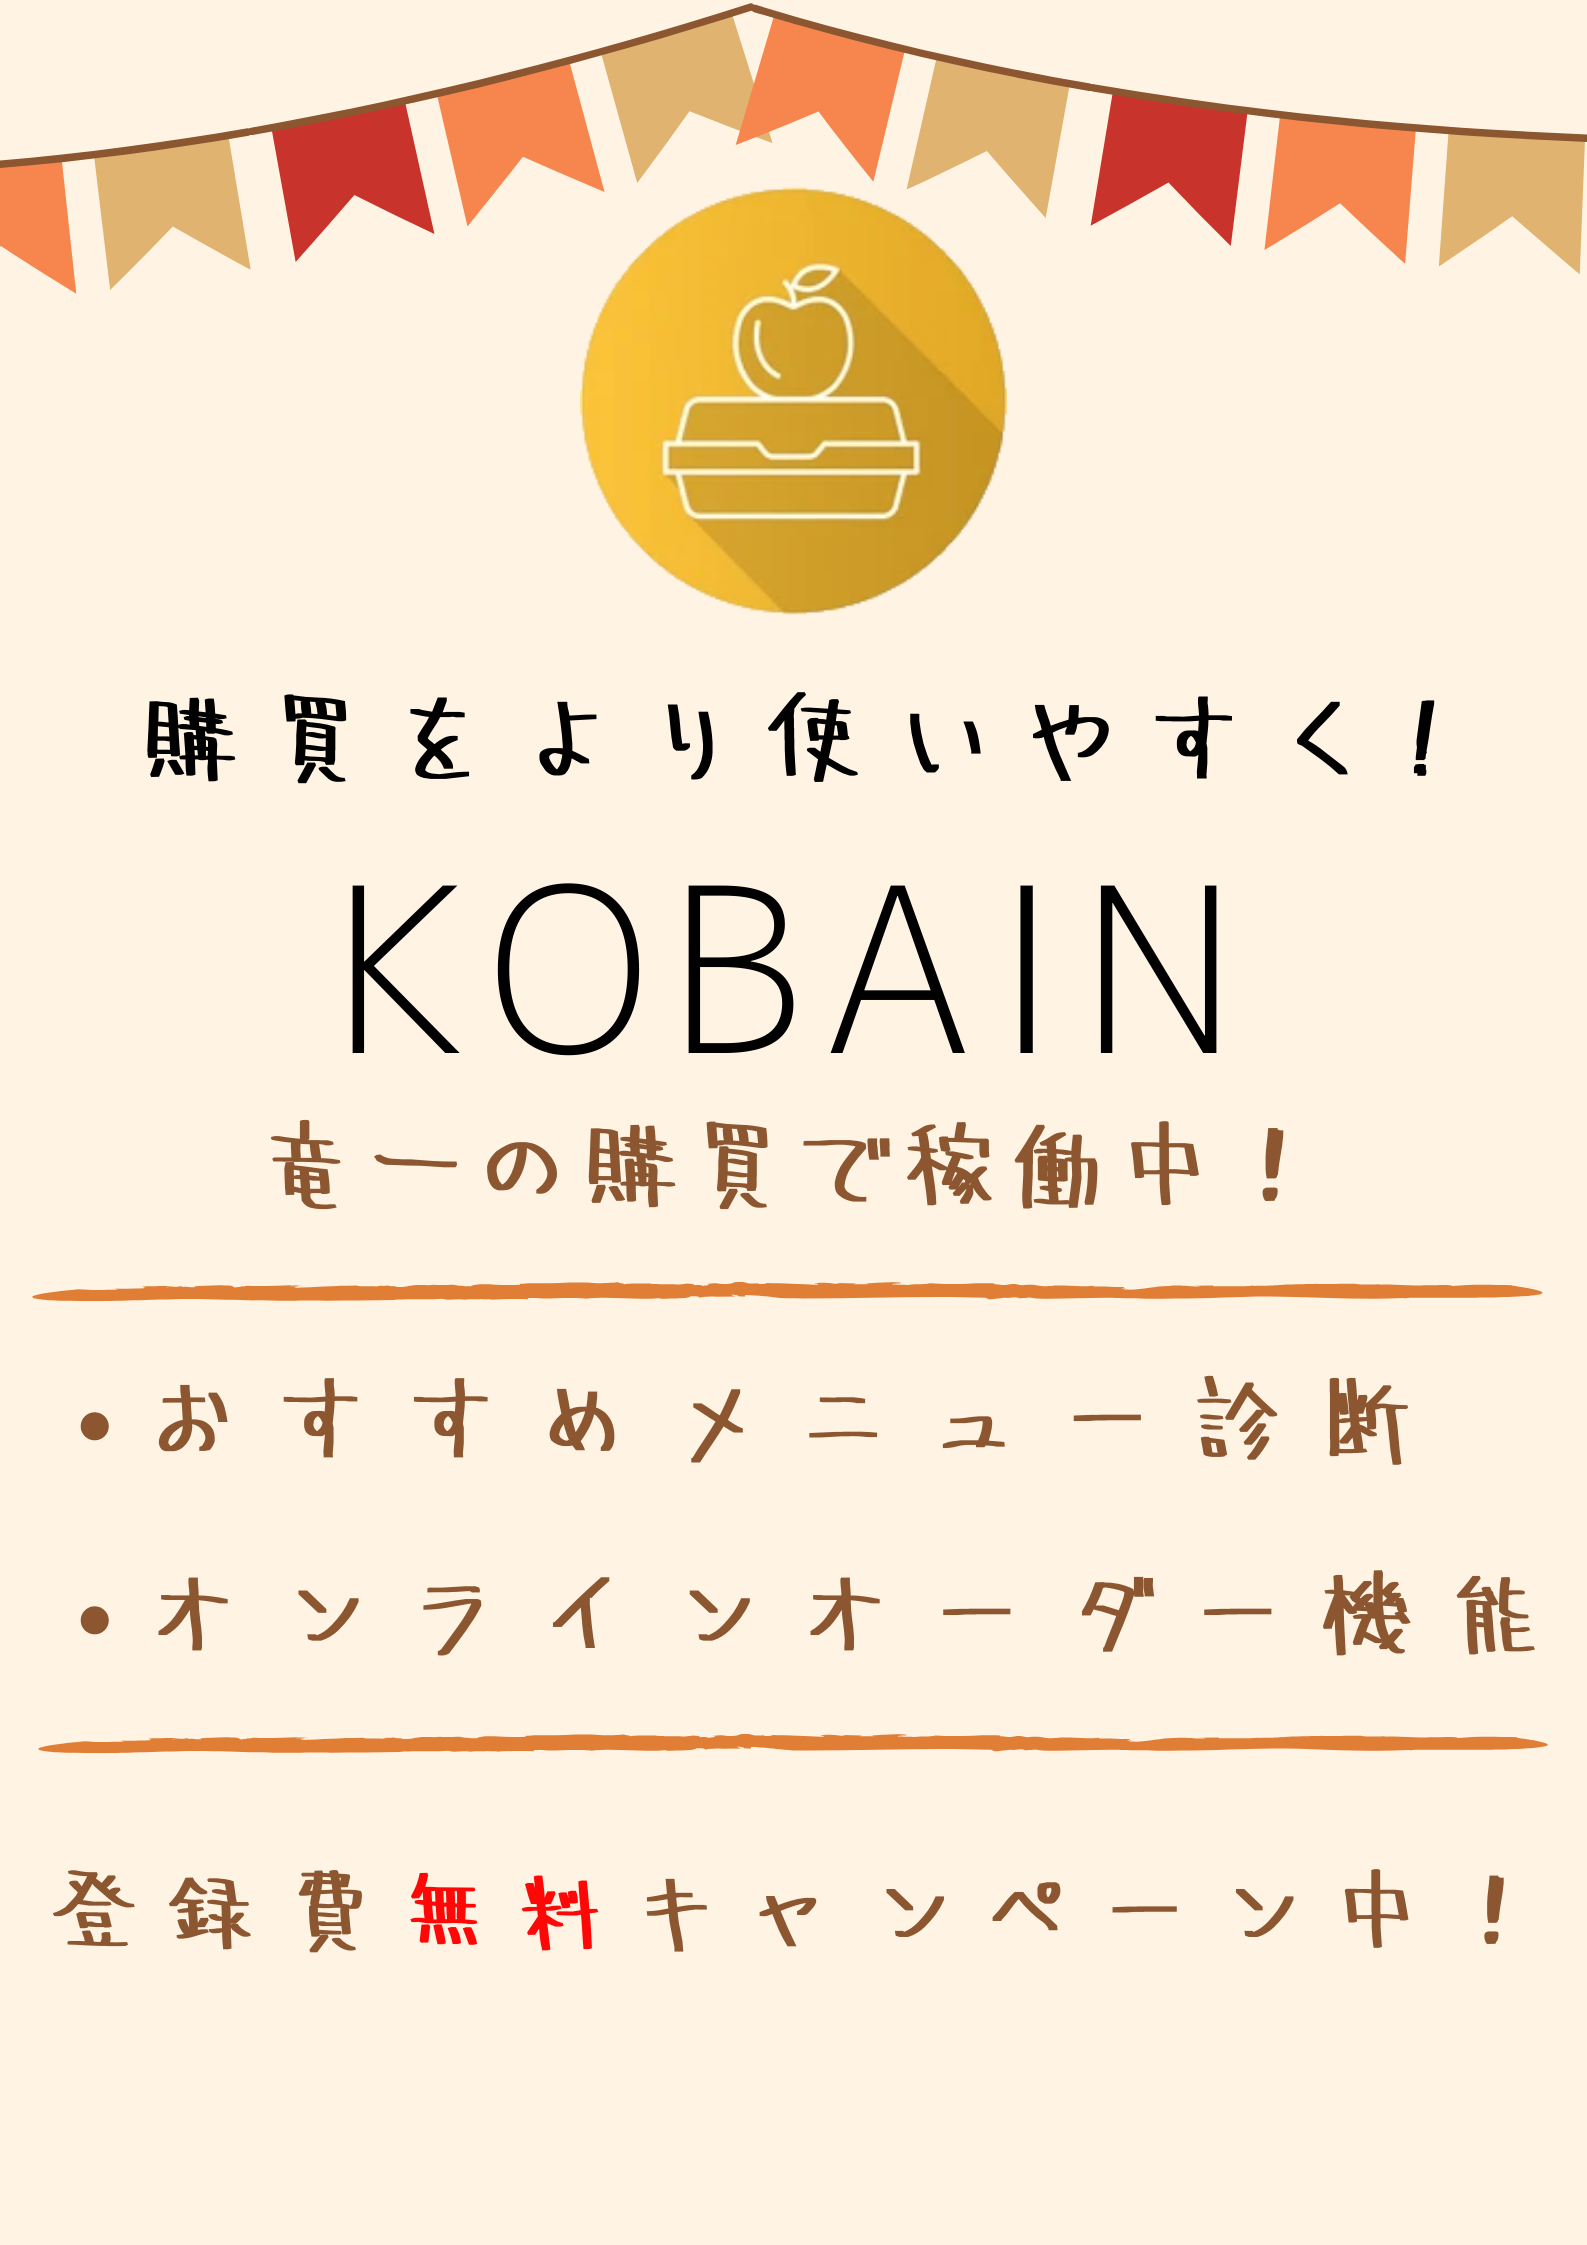 購買をより使いやすく!
KOBAIN
竜一の購買で稼働中!
•おすすめメニュー診断
•オンラインオーダー機能
登録費無料キャンペーン中!